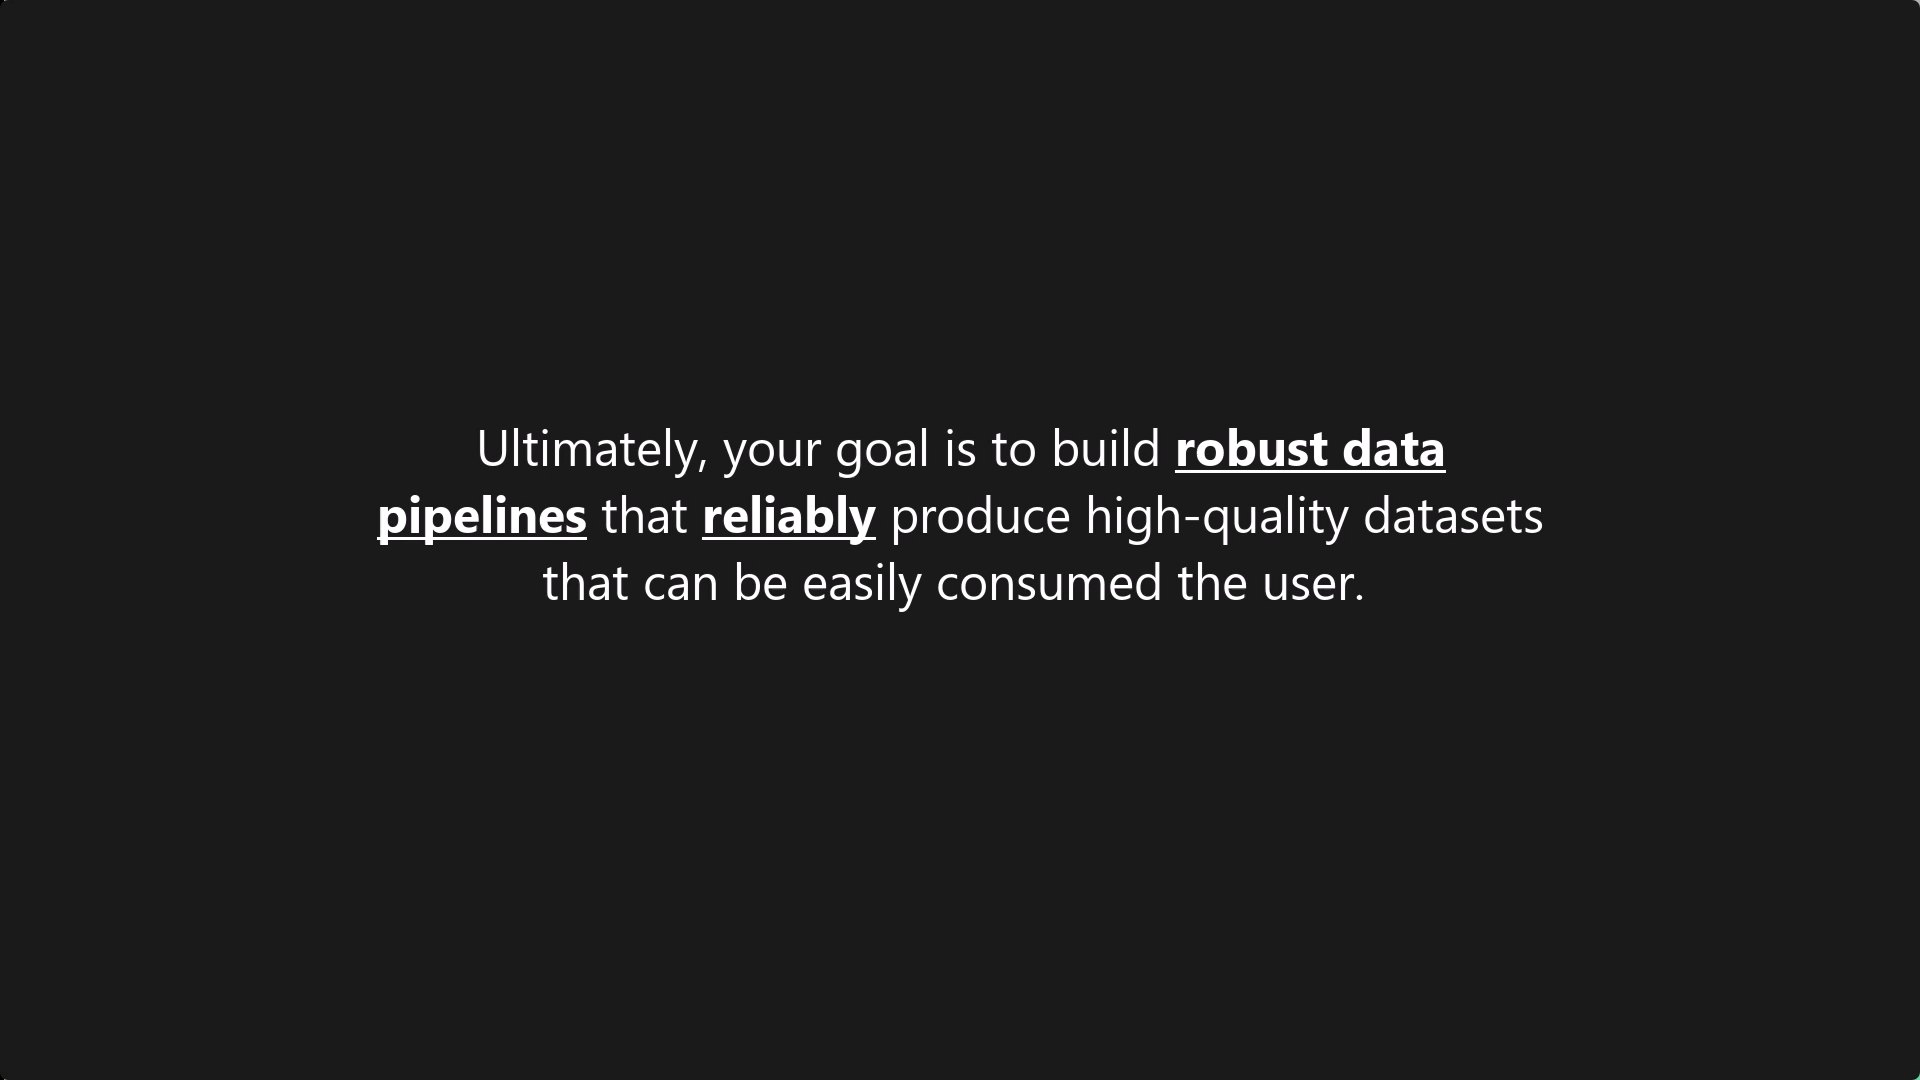 Ultimately, your goal is to build robust data
pipelines that reliably produce high-quality datasets
that can be easily consumed the user.